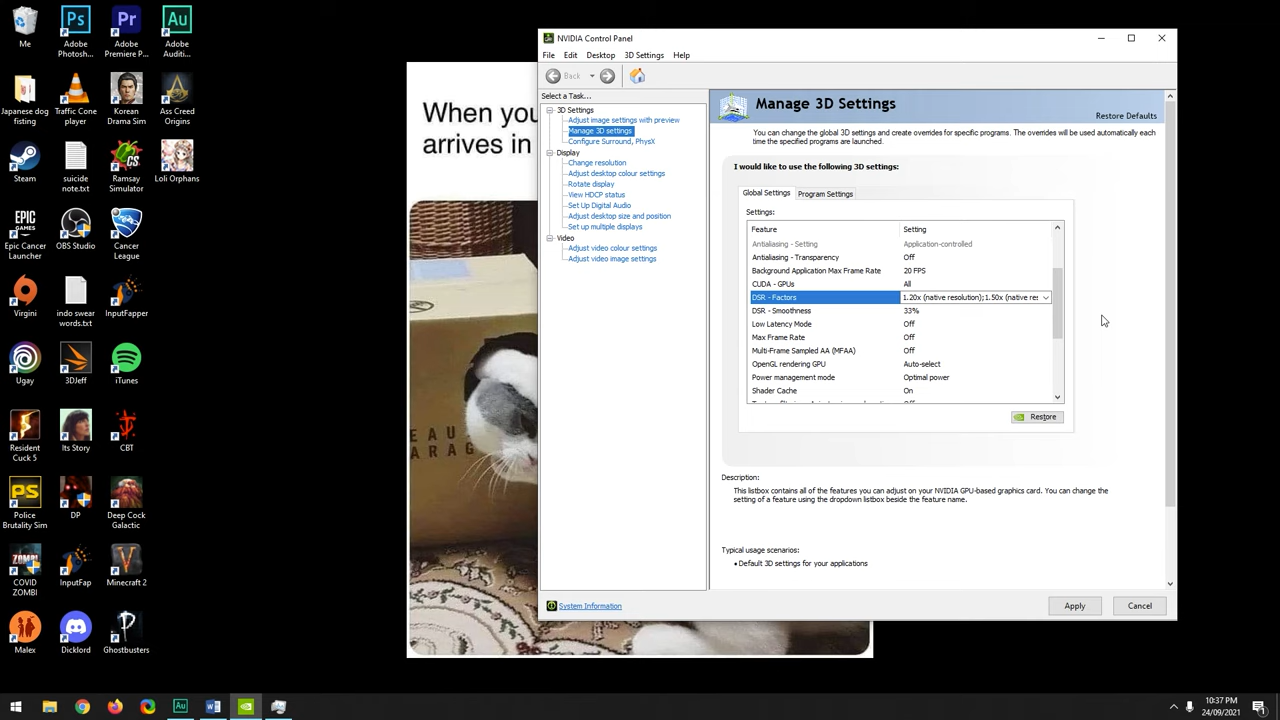 Me
Adobe
Photosh...
Adobe
Premiere P...
Adobe
Auditi...
Japanese dog
fisting
Traffic Cone
player
Korean
Drama Sim
Ass Creed
Origins
Steam
suicide
note.txt
Ramsay
Simulator
Loli Orphans
Epic Cancer
Launcher
OBS Studio
Cancer
League
Virgini
indo swear
words.txt
InputFapper
Ugay
3DJeff
iTunes
Resident
Cuck 5
Its Story
CBT
Police
Brutality Sim
DP
Deep Cock
Galactic
COVID
ZOMBI
InputFap
Minecraft 2
Malex
Dicklord
Ghostbusters
When you
arrives in
NVIDIA Control Panel
File Edit Desktop 3D Settings Help
Back
Select a Task...
3D Settings
Adjust image settings with preview
Manage 3D settings
Configure Surround, PhysX
Display
Change resolution
Adjust desktop colour settings
Rotate display
View HDCP status
Set Up Digital Audio
Adjust desktop size and position
Set up multiple displays
Video
Adjust video colour settings
Adjust video image settings
System Information
Manage 3D Settings
Restore Defaults
You can change the global 3D settings and create overrides for specific programs. The overrides will be used automatically each
time the specified programs are launched.
I would like to use the following 3D settings:
Global Settings Program Settings
Settings:
Feature Setting
Antialiasing - Setting Application-controlled
Antialiasing - Transparency Off
Background Application Max Frame Rate 20 FPS
CUDA - GPUs All
DSR - Factors 1.20x (native resolution);1.50x (native res
DSR - Smoothness 33%
Low Latency Mode Off
Max Frame Rate Off
Multi-Frame Sampled AA (MFAA) Off
OpenGL rendering GPU Auto-select
Power management mode Optimal power
Shader Cache On
Restore
Description:
This listbox contains all of the features you can adjust on your NVIDIA GPU-based graphics card. You can change the
setting of a feature using the dropdown listbox beside the feature name.
Typical usage scenarios:
• Default 3D settings for your applications
Apply Cancel
10:37 PM
24/09/2021